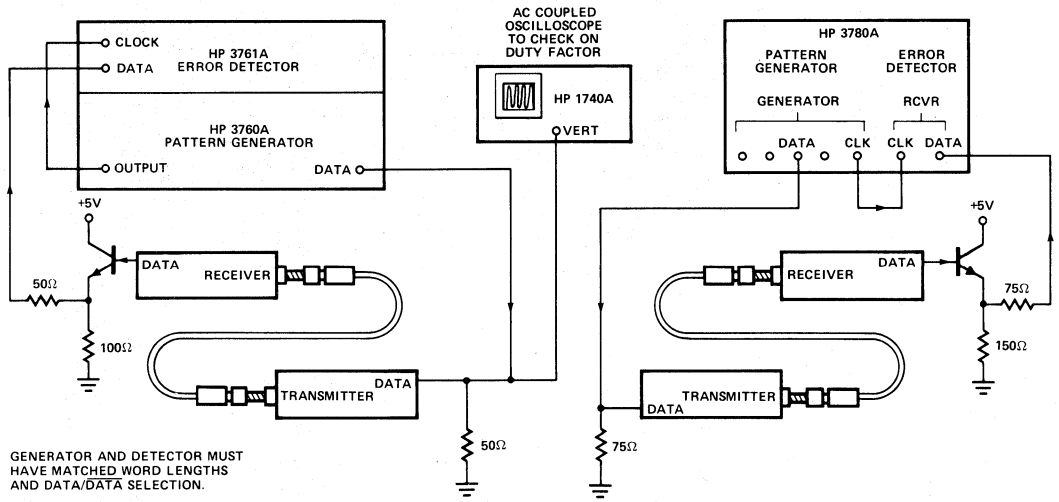 AC COUPLED
OSCILLOSCOPE
TO CHECK ON
DUTY FACTOR
CLOCK
DATA
HP 3761A
ERROR DETECTOR
HP 3760A
PATTERN GENERATOR
OUTPUT
DATA
HP 1740A
VERT
HP 3780A
PATTERN
GENERATOR
ERROR
DETECTOR
GENERATOR
RCVR
DATA
CLK
CLK
DATA
+5V
DATA
RECEIVER
50Ω
100Ω
TRANSMITTER
DATA
50Ω
+5V
RECEIVER
DATA
75Ω
150Ω
TRANSMITTER
DATA
75Ω
GENERATOR AND DETECTOR MUST
HAVE MATCHED WORD LENGTHS
AND DATA/D̅A̅T̅A̅ SELECTION.